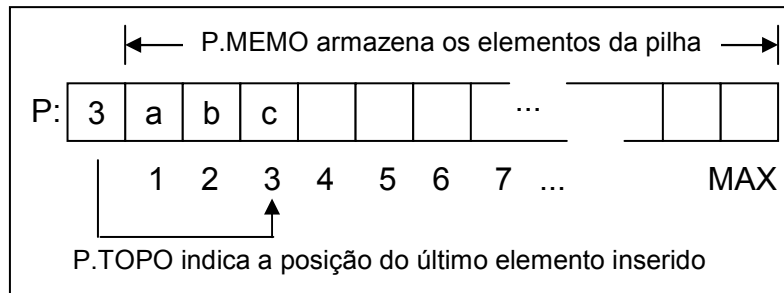 P.MEMO armazena os elementos da pilha
P: 3 a b c ...
1 2 3 4 5 6 7 ... MAX
P.TOPO indica a posição do último elemento inserido